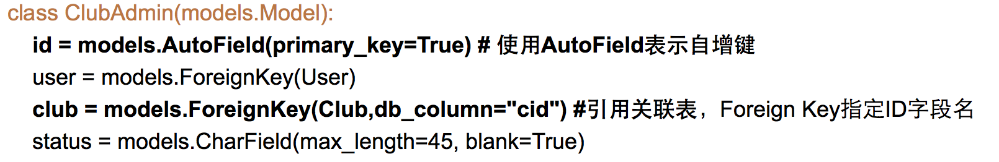 class ClubAdmin(models.Model):
id = models.AutoField(primary_key=True) # 使用AutoField表示自增键
user = models.ForeignKey(User)
club = models.ForeignKey(Club,db_column="cid") #引用关联表，Foreign Key指定ID字段名
status = models.CharField(max_length=45, blank=True)